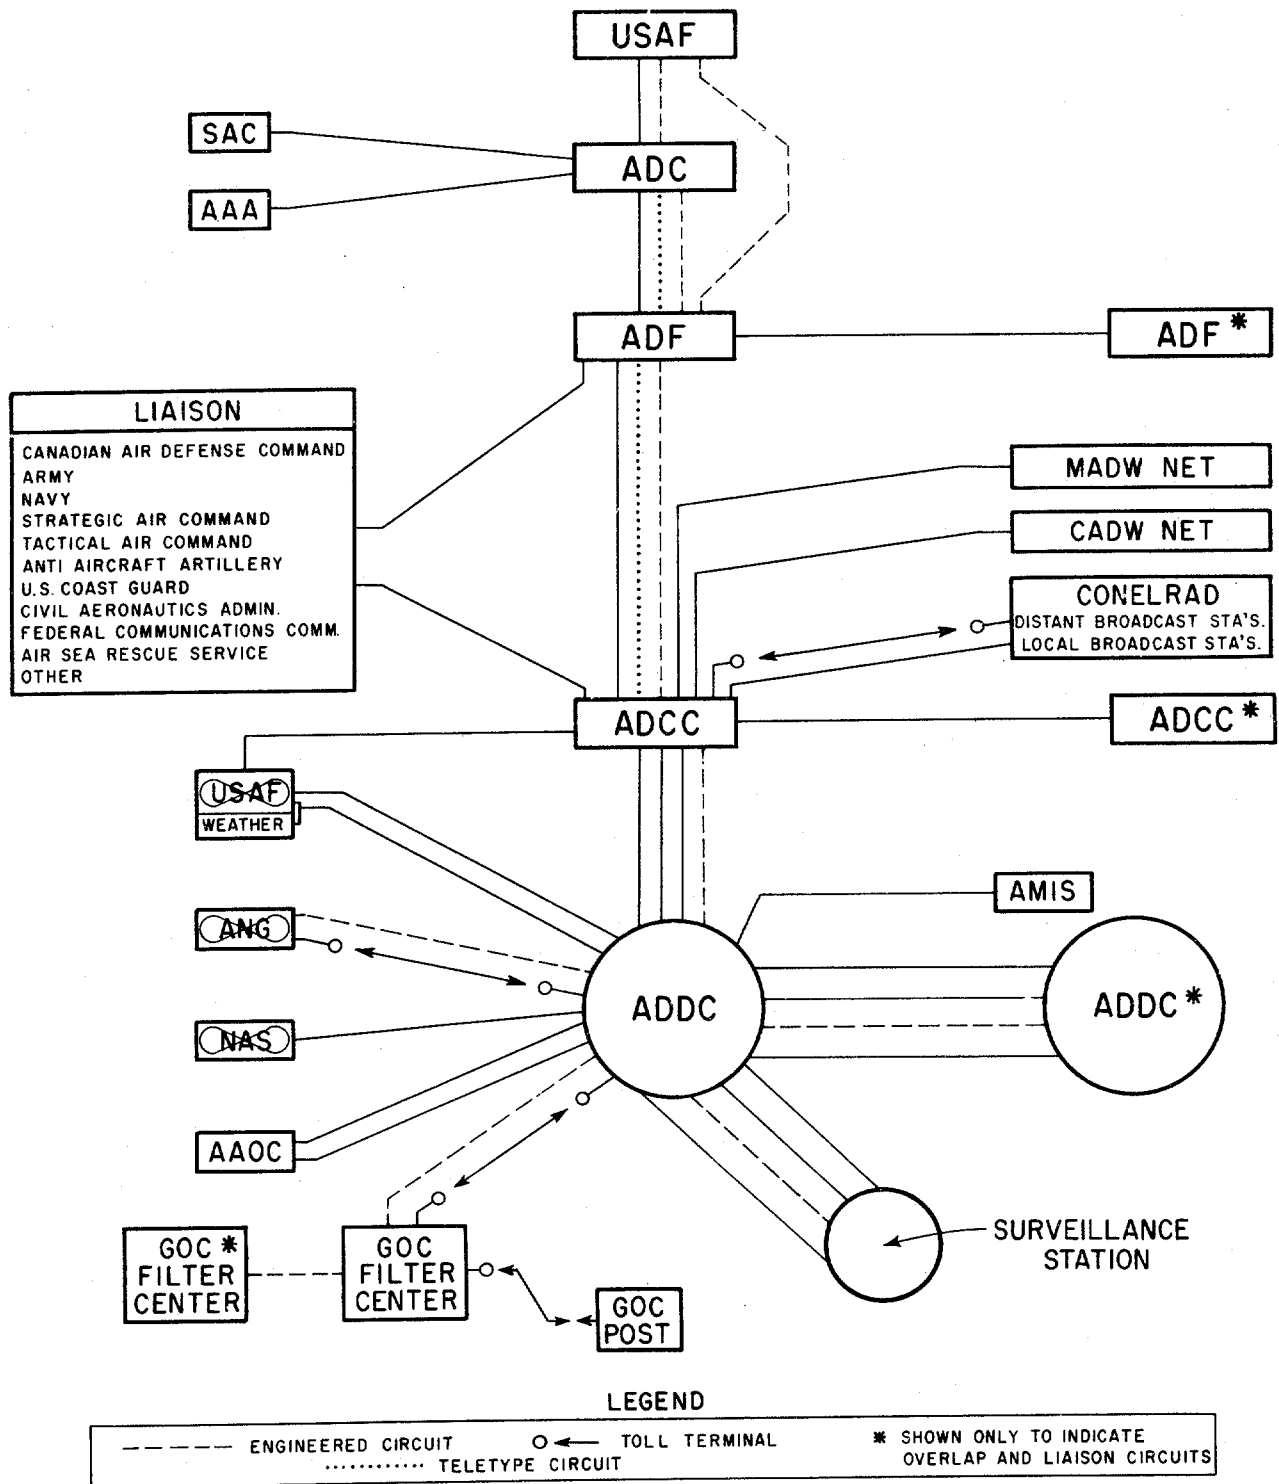 USAF
SAC
ADC
AAA
ADF
ADF *
LIAISON
CANADIAN AIR DEFENSE COMMAND
ARMY
NAVY
STRATEGIC AIR COMMAND
TACTICAL AIR COMMAND
ANTI AIRCRAFT ARTILLERY
U.S. COAST GUARD
CIVIL AERONAUTICS ADMIN.
FEDERAL COMMUNICATIONS COMM.
AIR SEA RESCUE SERVICE
OTHER
MADW NET
CADW NET
CONELRAD
DISTANT BROADCAST STA'S.
LOCAL BROADCAST STA'S.
ADCC
ADCC *
USAF
WEATHER
AMIS
ANG
ADDC
ADDC *
NAS
AAOC
GOC *
FILTER
CENTER
GOC
FILTER
CENTER
GOC
POST
SURVEILLANCE
STATION
LEGEND
ENGINEERED CIRCUIT
TOLL TERMINAL
* SHOWN ONLY TO INDICATE
OVERLAP AND LIAISON CIRCUITS
TELETYPE CIRCUIT